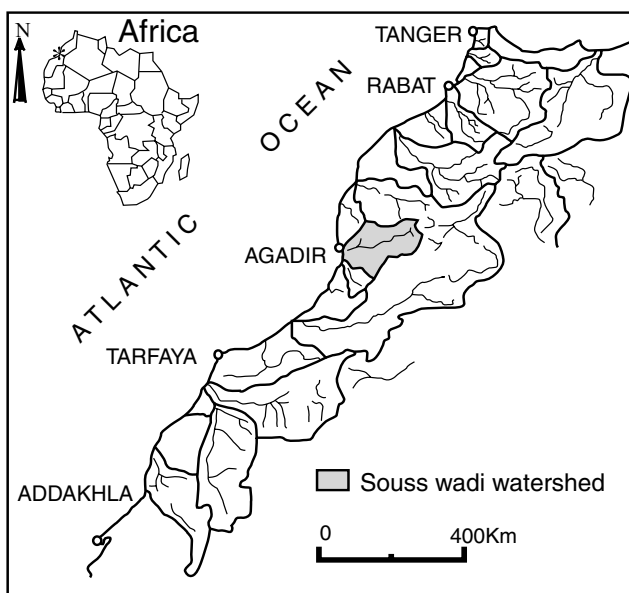 N
Africa
TANGER
RABAT
OCEAN
ATLANTIC
AGADIR
TARFAYA
ADDAKHLA
Souss wadi watershed
0 400Km